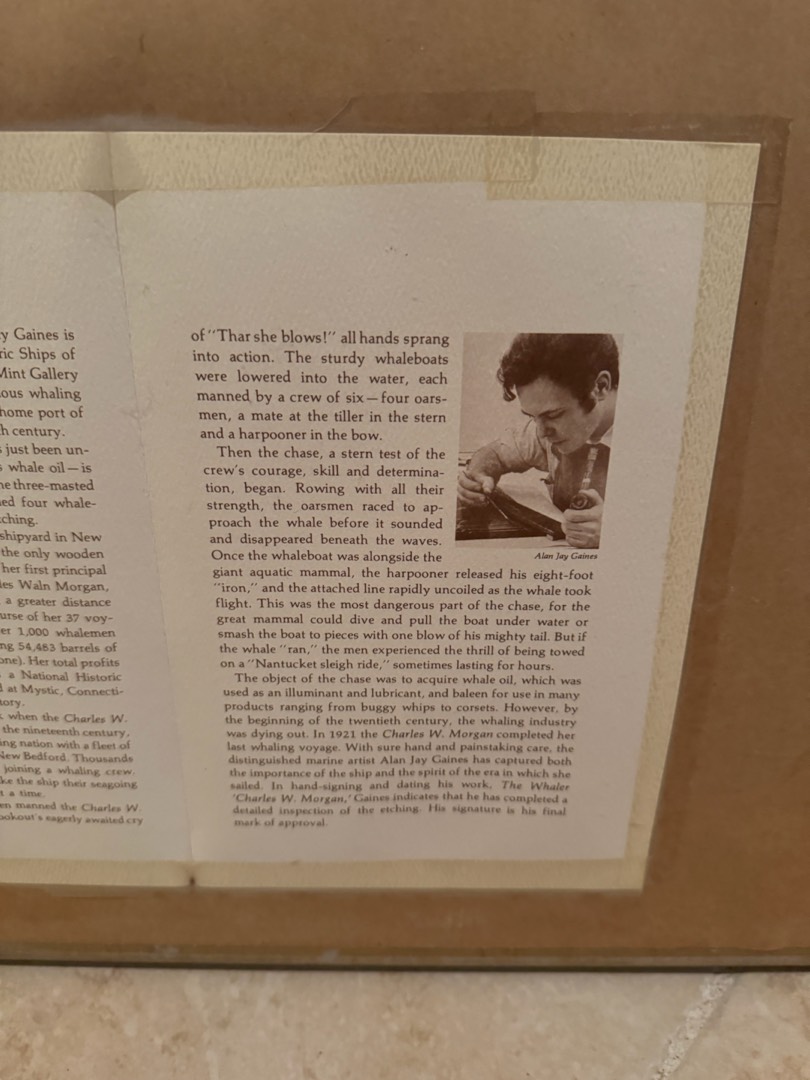 y Gaines is
ric Ships of
Mint Gallery
ous whaling
home port of
h century.
s just been un-
s whale oil—is
he three-masted
ed four whale-
ching.
shipyard in New
the only wooden
her first principal
les Waln Morgan,
a greater distance
urse of her 37 voy-
er 1,000 whalemen
ng 54,483 barrels of
one). Her total profits
a National Historic
d at Mystic, Connecti-
tory.
when the Charles W.
the nineteenth century,
ing nation with a fleet of
New Bedford. Thousands
joining a whaling crew.
ke the ship their seagoing
t a time.
en manned the Charles W.
ookout's eagerly awaited cry
of "Thar she blows!" all hands sprang
into action. The sturdy whaleboats
were lowered into the water, each
manned by a crew of six—four oars-
men, a mate at the tiller in the stern
and a harpooner in the bow.
Then the chase, a stern test of the
crew's courage, skill and determina-
tion, began. Rowing with all their
strength, the oarsmen raced to ap-
proach the whale before it sounded
and disappeared beneath the waves.
Once the whaleboat was alongside the
giant aquatic mammal, the harpooner released his eight-foot
"iron," and the attached line rapidly uncoiled as the whale took
flight. This was the most dangerous part of the chase, for the
great mammal could dive and pull the boat under water or
smash the boat to pieces with one blow of his mighty tail. But if
the whale "ran," the men experienced the thrill of being towed
on a "Nantucket sleigh ride," sometimes lasting for hours.
The object of the chase was to acquire whale oil, which was
used as an illuminant and lubricant, and baleen for use in many
products ranging from buggy whips to corsets. However, by
the beginning of the twentieth century, the whaling industry
was dying out. In 1921 the Charles W. Morgan completed her
last whaling voyage. With sure hand and painstaking care, the
distinguished marine artist Alan Jay Gaines has captured both
the importance of the ship and the spirit of the era in which she
sailed. In hand-signing and dating his work, The Whaler
'Charles W. Morgan,' Gaines indicates that he has completed a
detailed inspection of the etching. His signature is his final
mark of approval.
Alan Jay Gaines